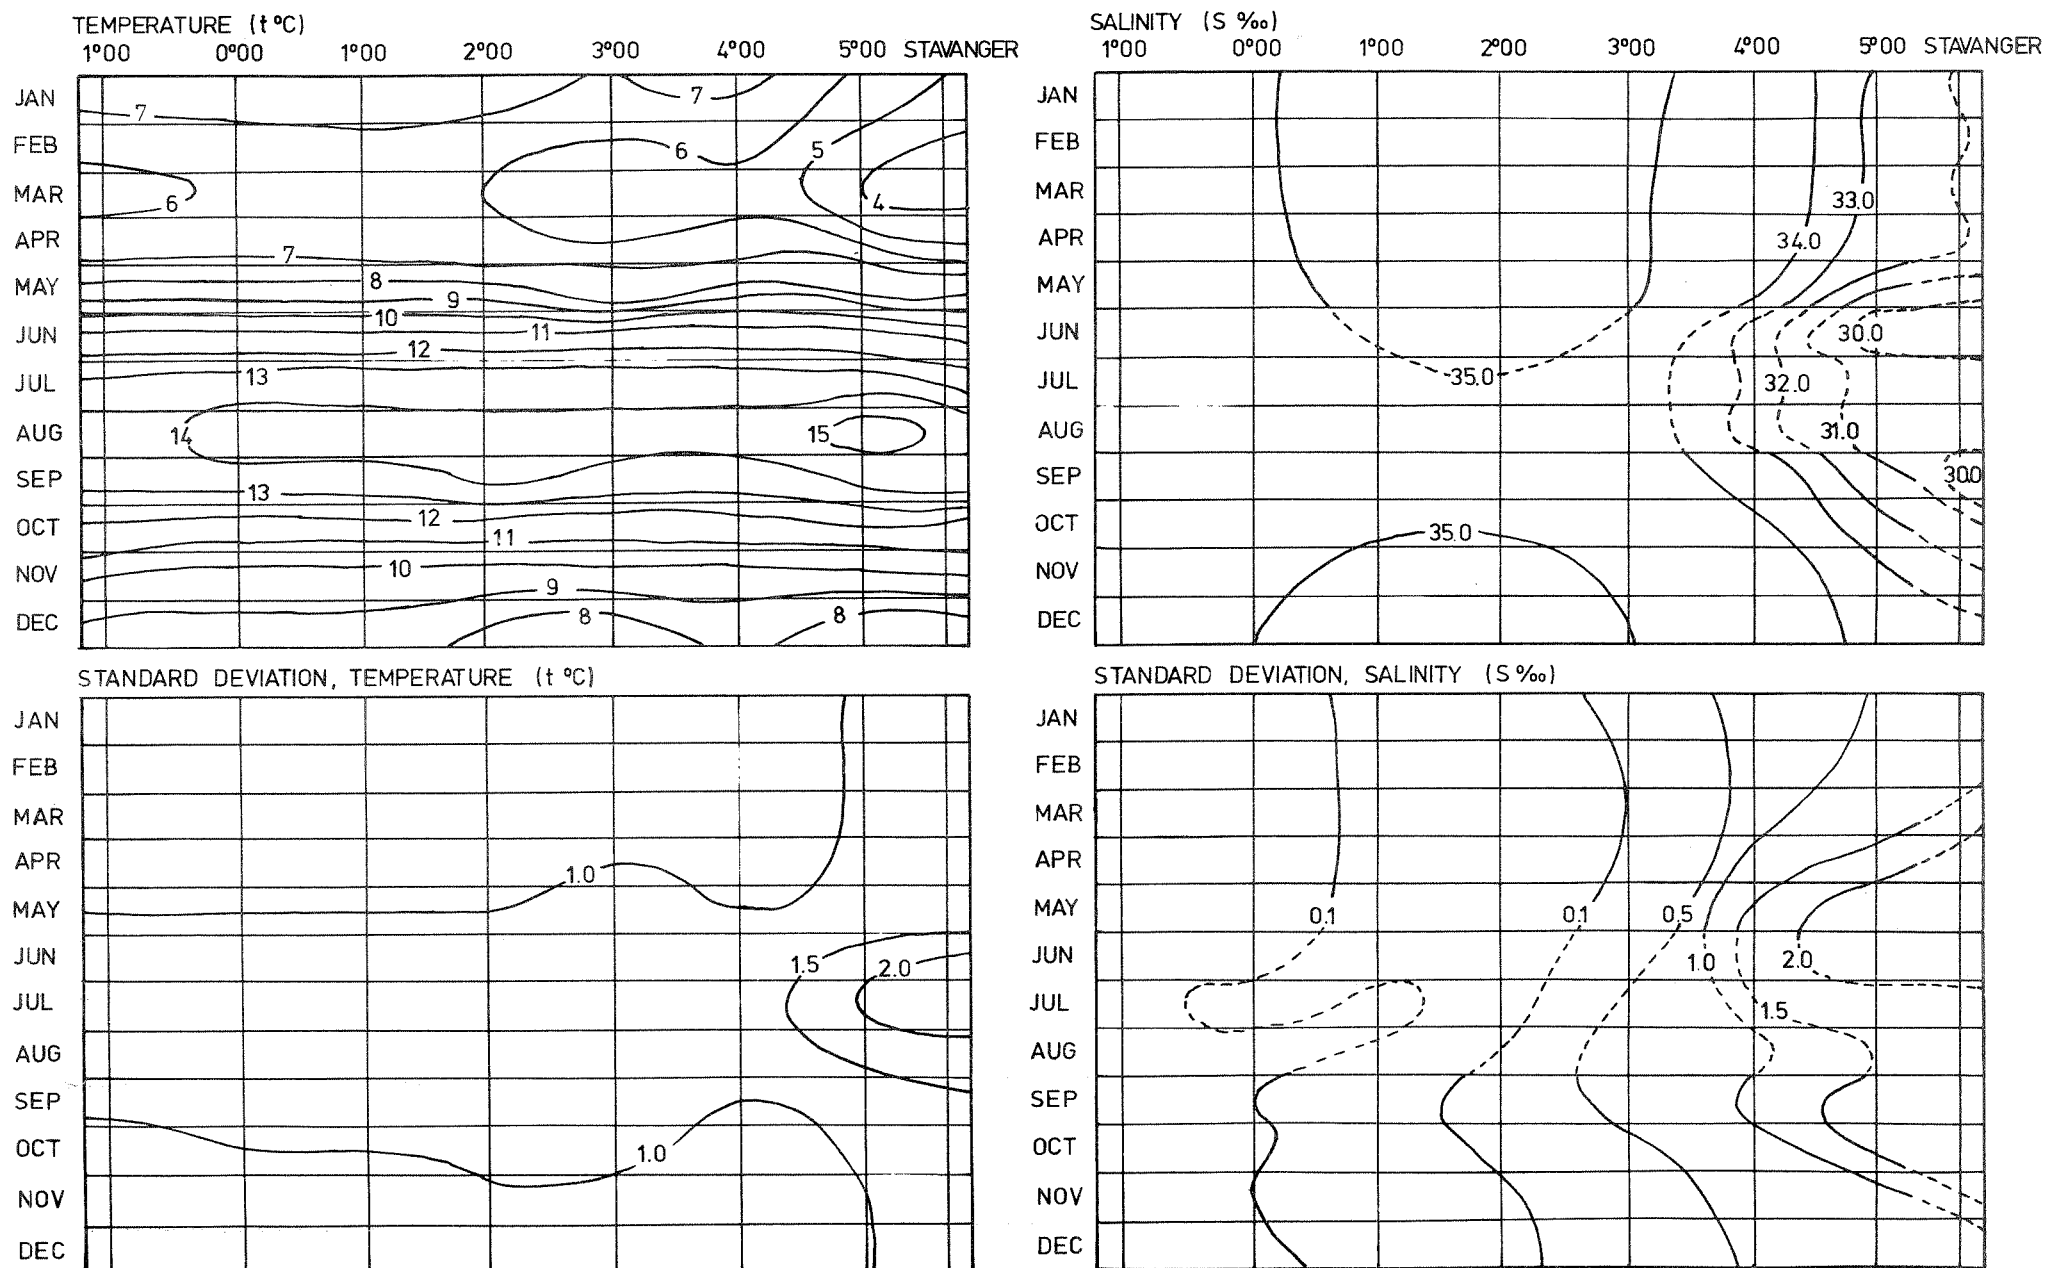 TEMPERATURE (t °C)
1°00 0°00 1°00 2°00 3°00 4°00 5°00 STAVANGER
JAN
FEB
MAR
APR
MAY
JUN
JUL
AUG
SEP
OCT
NOV
DEC
7
7
6
5
6
4
7
8
9
10
11
12
13
14
15
13
12
11
10
9
8
8
SALINITY (S ‰)
1°00 0°00 1°00 2°00 3°00 4°00 5°00 STAVANGER
JAN
FEB
MAR
APR
MAY
JUN
JUL
AUG
SEP
OCT
NOV
DEC
33.0
34.0
30.0
35.0
32.0
31.0
30.0
35.0
STANDARD DEVIATION, TEMPERATURE (t °C)
JAN
FEB
MAR
APR
MAY
JUN
JUL
AUG
SEP
OCT
NOV
DEC
1.0
1.5
2.0
1.0
STANDARD DEVIATION, SALINITY (S ‰)
JAN
FEB
MAR
APR
MAY
JUN
JUL
AUG
SEP
OCT
NOV
DEC
0.1
0.1
0.5
1.0
2.0
1.5